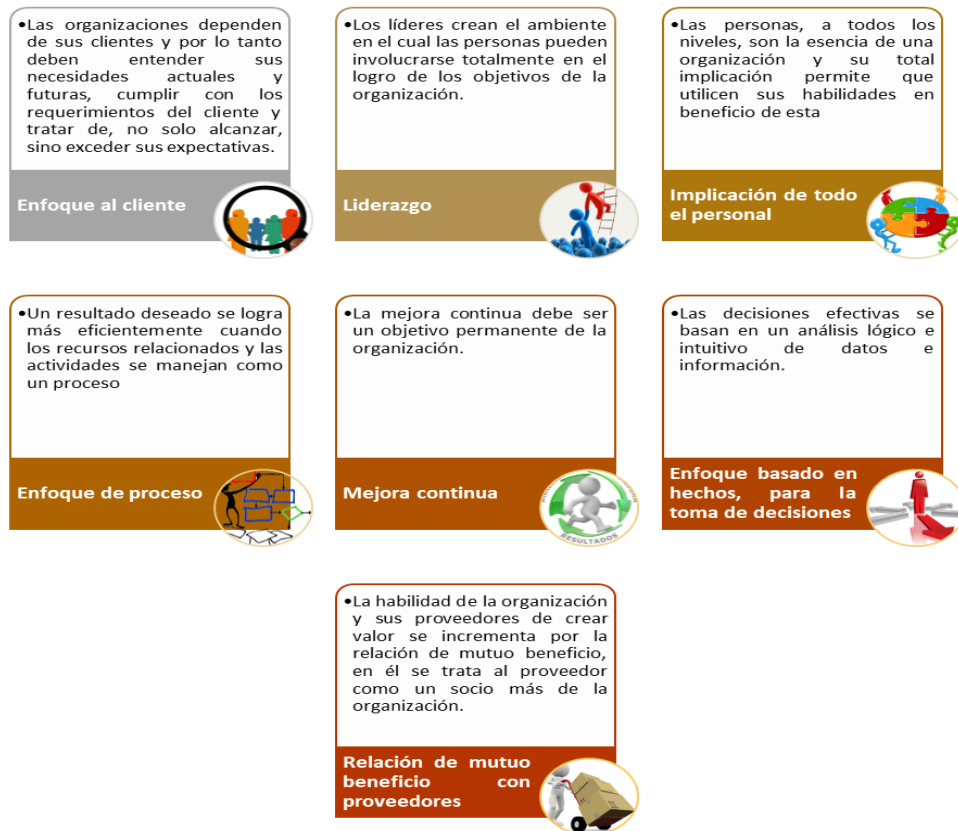 •Las organizaciones dependen
de sus clientes y por lo tanto
deben entender sus
necesidades actuales y
futuras, cumplir con los
requerimientos del cliente y
tratar de, no solo alcanzar,
sino exceder sus expectativas.
Enfoque al cliente
•Los líderes crean el ambiente
en el cual las personas pueden
involucrarse totalmente en el
logro de los objetivos de la
organización.
Liderazgo
•Las personas, a todos los
niveles, son la esencia de una
organización y su total
implicación permite que
utilicen sus habilidades en
beneficio de esta
Implicación de todo
el personal
•Un resultado deseado se logra
más eficientemente cuando
los recursos relacionados y las
actividades se manejan como
un proceso
Enfoque de proceso
•La mejora continua debe ser
un objetivo permanente de la
organización.
Mejora continua
RESULTADOS
•Las decisiones efectivas se
basan en un análisis lógico e
intuitivo de datos e
información.
Enfoque basado en
hechos, para la
toma de decisiones
•La habilidad de la organización
y sus proveedores de crear
valor se incrementa por la
relación de mutuo beneficio,
en él se trata al proveedor
como un socio más de la
organización.
Relación de mutuo
beneficio con
proveedores